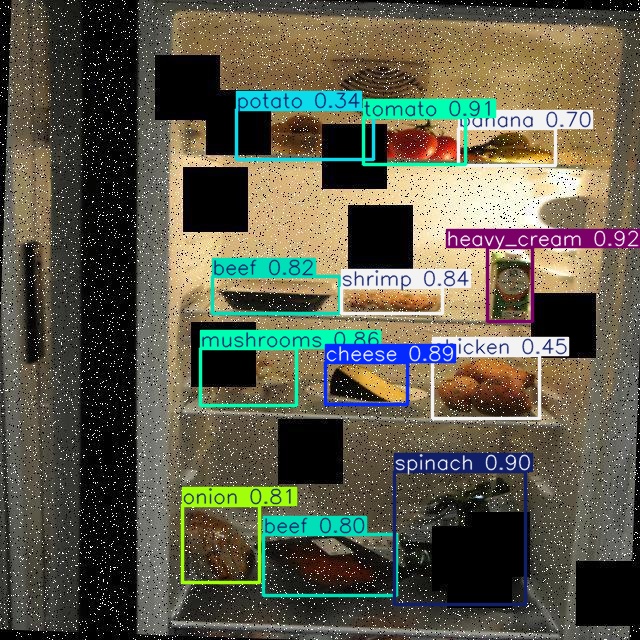 potato 0.34
tomato 0.91
banana 0.70
heavy_cream 0.92
beef 0.82
shrimp 0.84
mushrooms 0.86
cheese 0.89
chicken 0.45
spinach 0.90
onion 0.81
beef 0.80